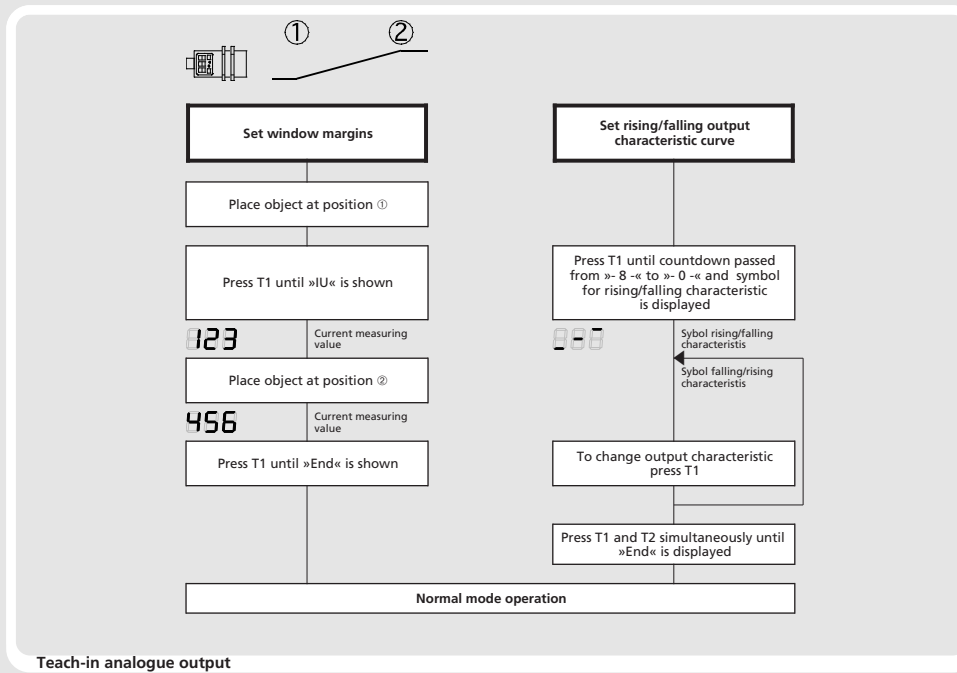 ① ②
Set window margins
Place object at position ①
Press T1 until »IU« is shown
123
Current measuring
value
Place object at position ②
456
Current measuring
value
Press T1 until »End« is shown
Set rising/falling output
characteristic curve
Press T1 until countdown passed
from »- 8 -« to »- 0 -« and symbol
for rising/falling characteristic
is displayed
Sybol rising/falling
characteristis
Sybol falling/rising
characteristis
To change output characteristic
press T1
Press T1 and T2 simultaneously until
»End« is displayed
Normal mode operation
Teach-in analogue output